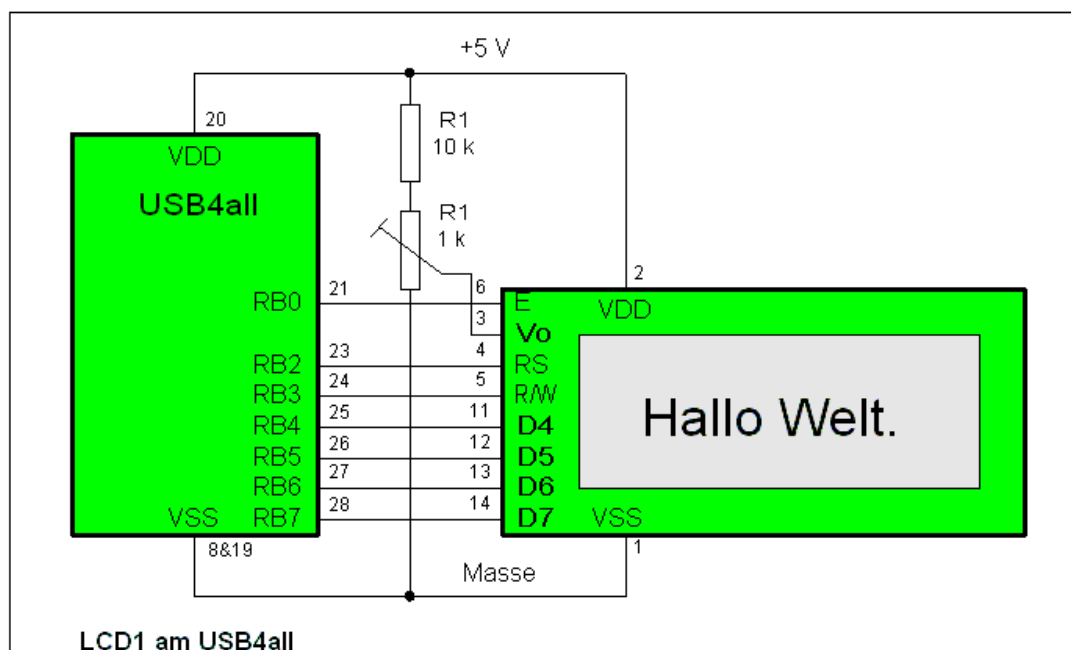 +5 V
20
VDD
USB4all
R1
10 k
R1
1 k
2
RB0 21 6 E
VDD
3 Vo
RB2 23 4 RS
RB3 24 5 R/W
RB4 25 11 D4
RB5 26 12 D5
RB6 27 13 D6
RB7 28 14 D7
Hallo Welt.
VSS
VSS
8&19
1
Masse
LCD1 am USB4all